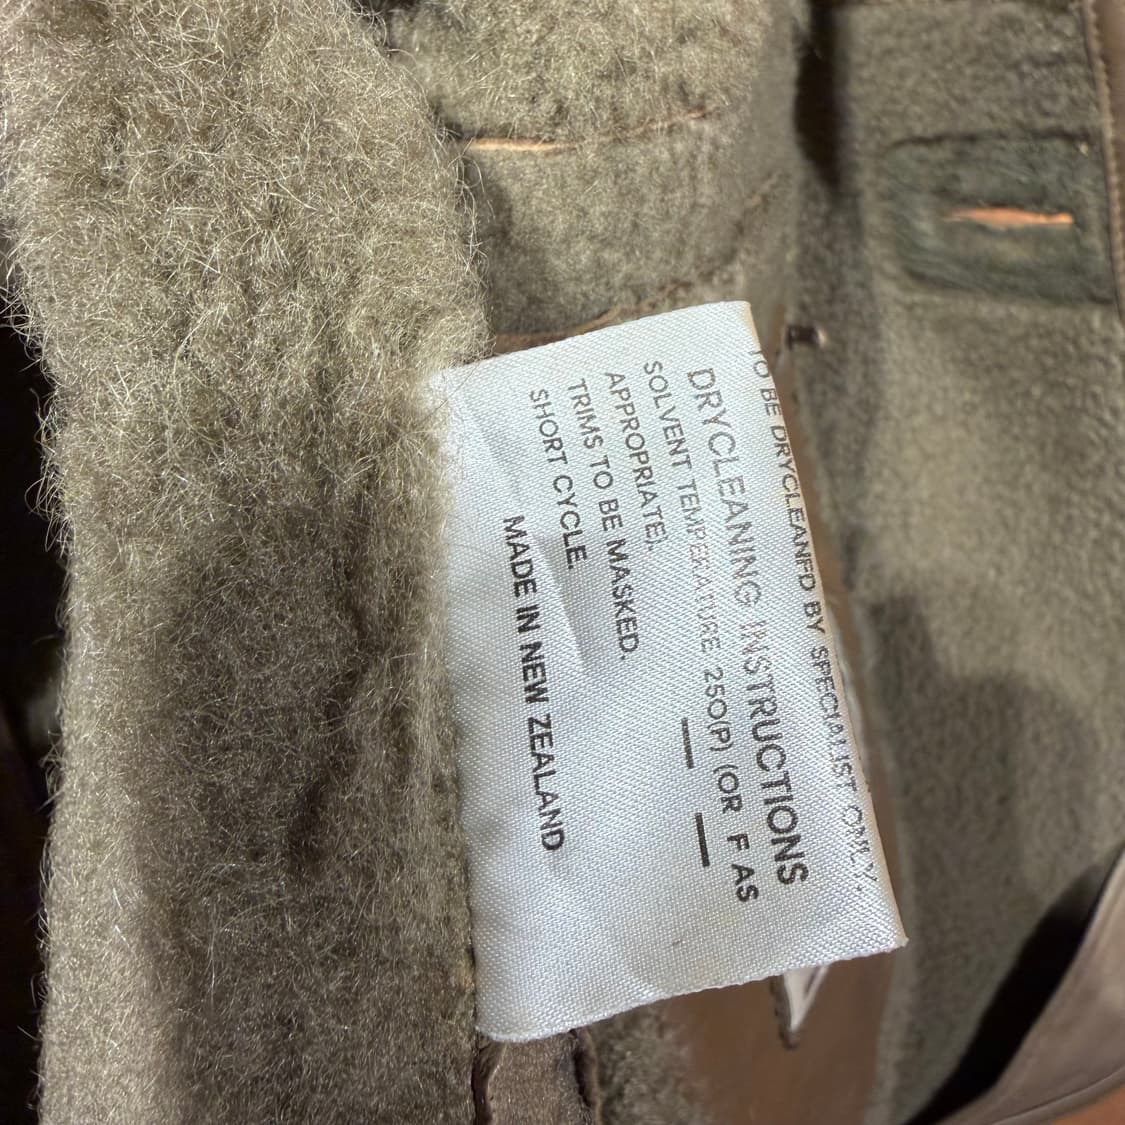 TO BE DRYCLEANED BY SPECIALIST ONLY.
DRYCLEANING INSTRUCTIONS
SOLVENT TEMPERATURE 25O(P) (OR F AS
APPROPRIATE).
TRIMS TO BE MASKED.
SHORT CYCLE.
MADE IN NEW ZEALAND